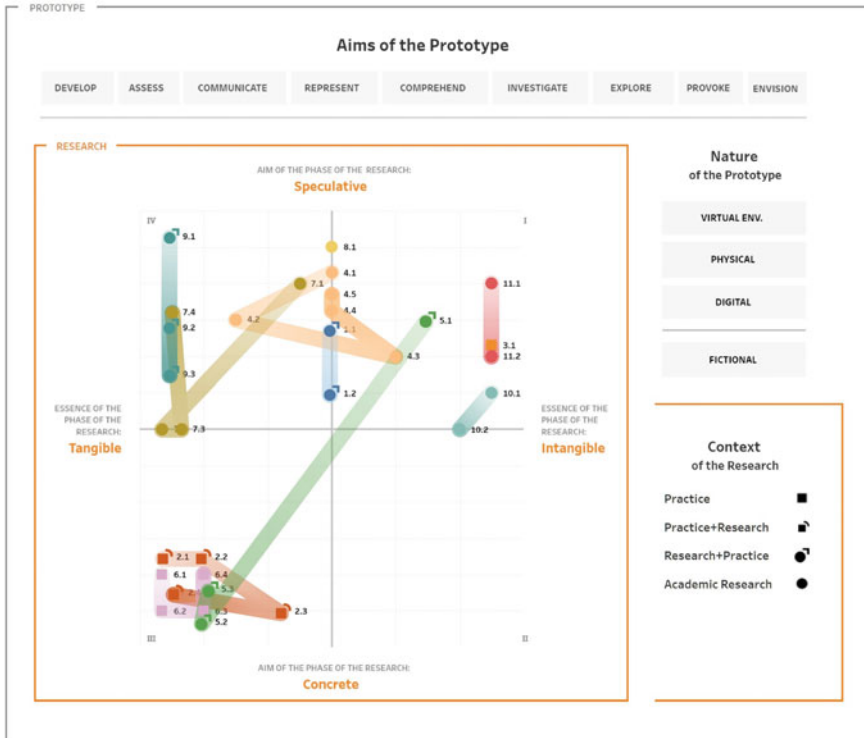 PROTOTYPE
Aims of the Prototype
DEVELOP
ASSESS
COMMUNICATE
REPRESENT
COMPREHEND
INVESTIGATE
EXPLORE
PROVOKE
ENVISION
RESEARCH
AIM OF THE PHASE OF THE RESEARCH:
Speculative
IV
I
9.1
8.1
4.1
7.1
11.1
4.5
7.4
4.4
4.2
5.1
9.2
1.1
3.1
4.3
11.2
9.3
1.2
10.1
ESSENCE OF THE
PHASE OF THE
RESEARCH:
Tangible
7.3
10.2
ESSENCE OF THE
PHASE OF THE
RESEARCH:
Intangible
2.1
2.2
6.1
6.4
5.3
6.2
6.3
2.3
5.2
III
II
AIM OF THE PHASE OF THE RESEARCH:
Concrete
Nature
of the Prototype
VIRTUAL ENV.
PHYSICAL
DIGITAL
FICTIONAL
Context
of the Research
Practice
Practice+Research
Research+Practice
Academic Research